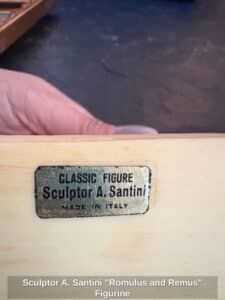 CLASSIC FIGURE
Sculptor A. Santini
MADE IN ITALY
Sculptor A. Santini "Romulus and Remus"
Figurine